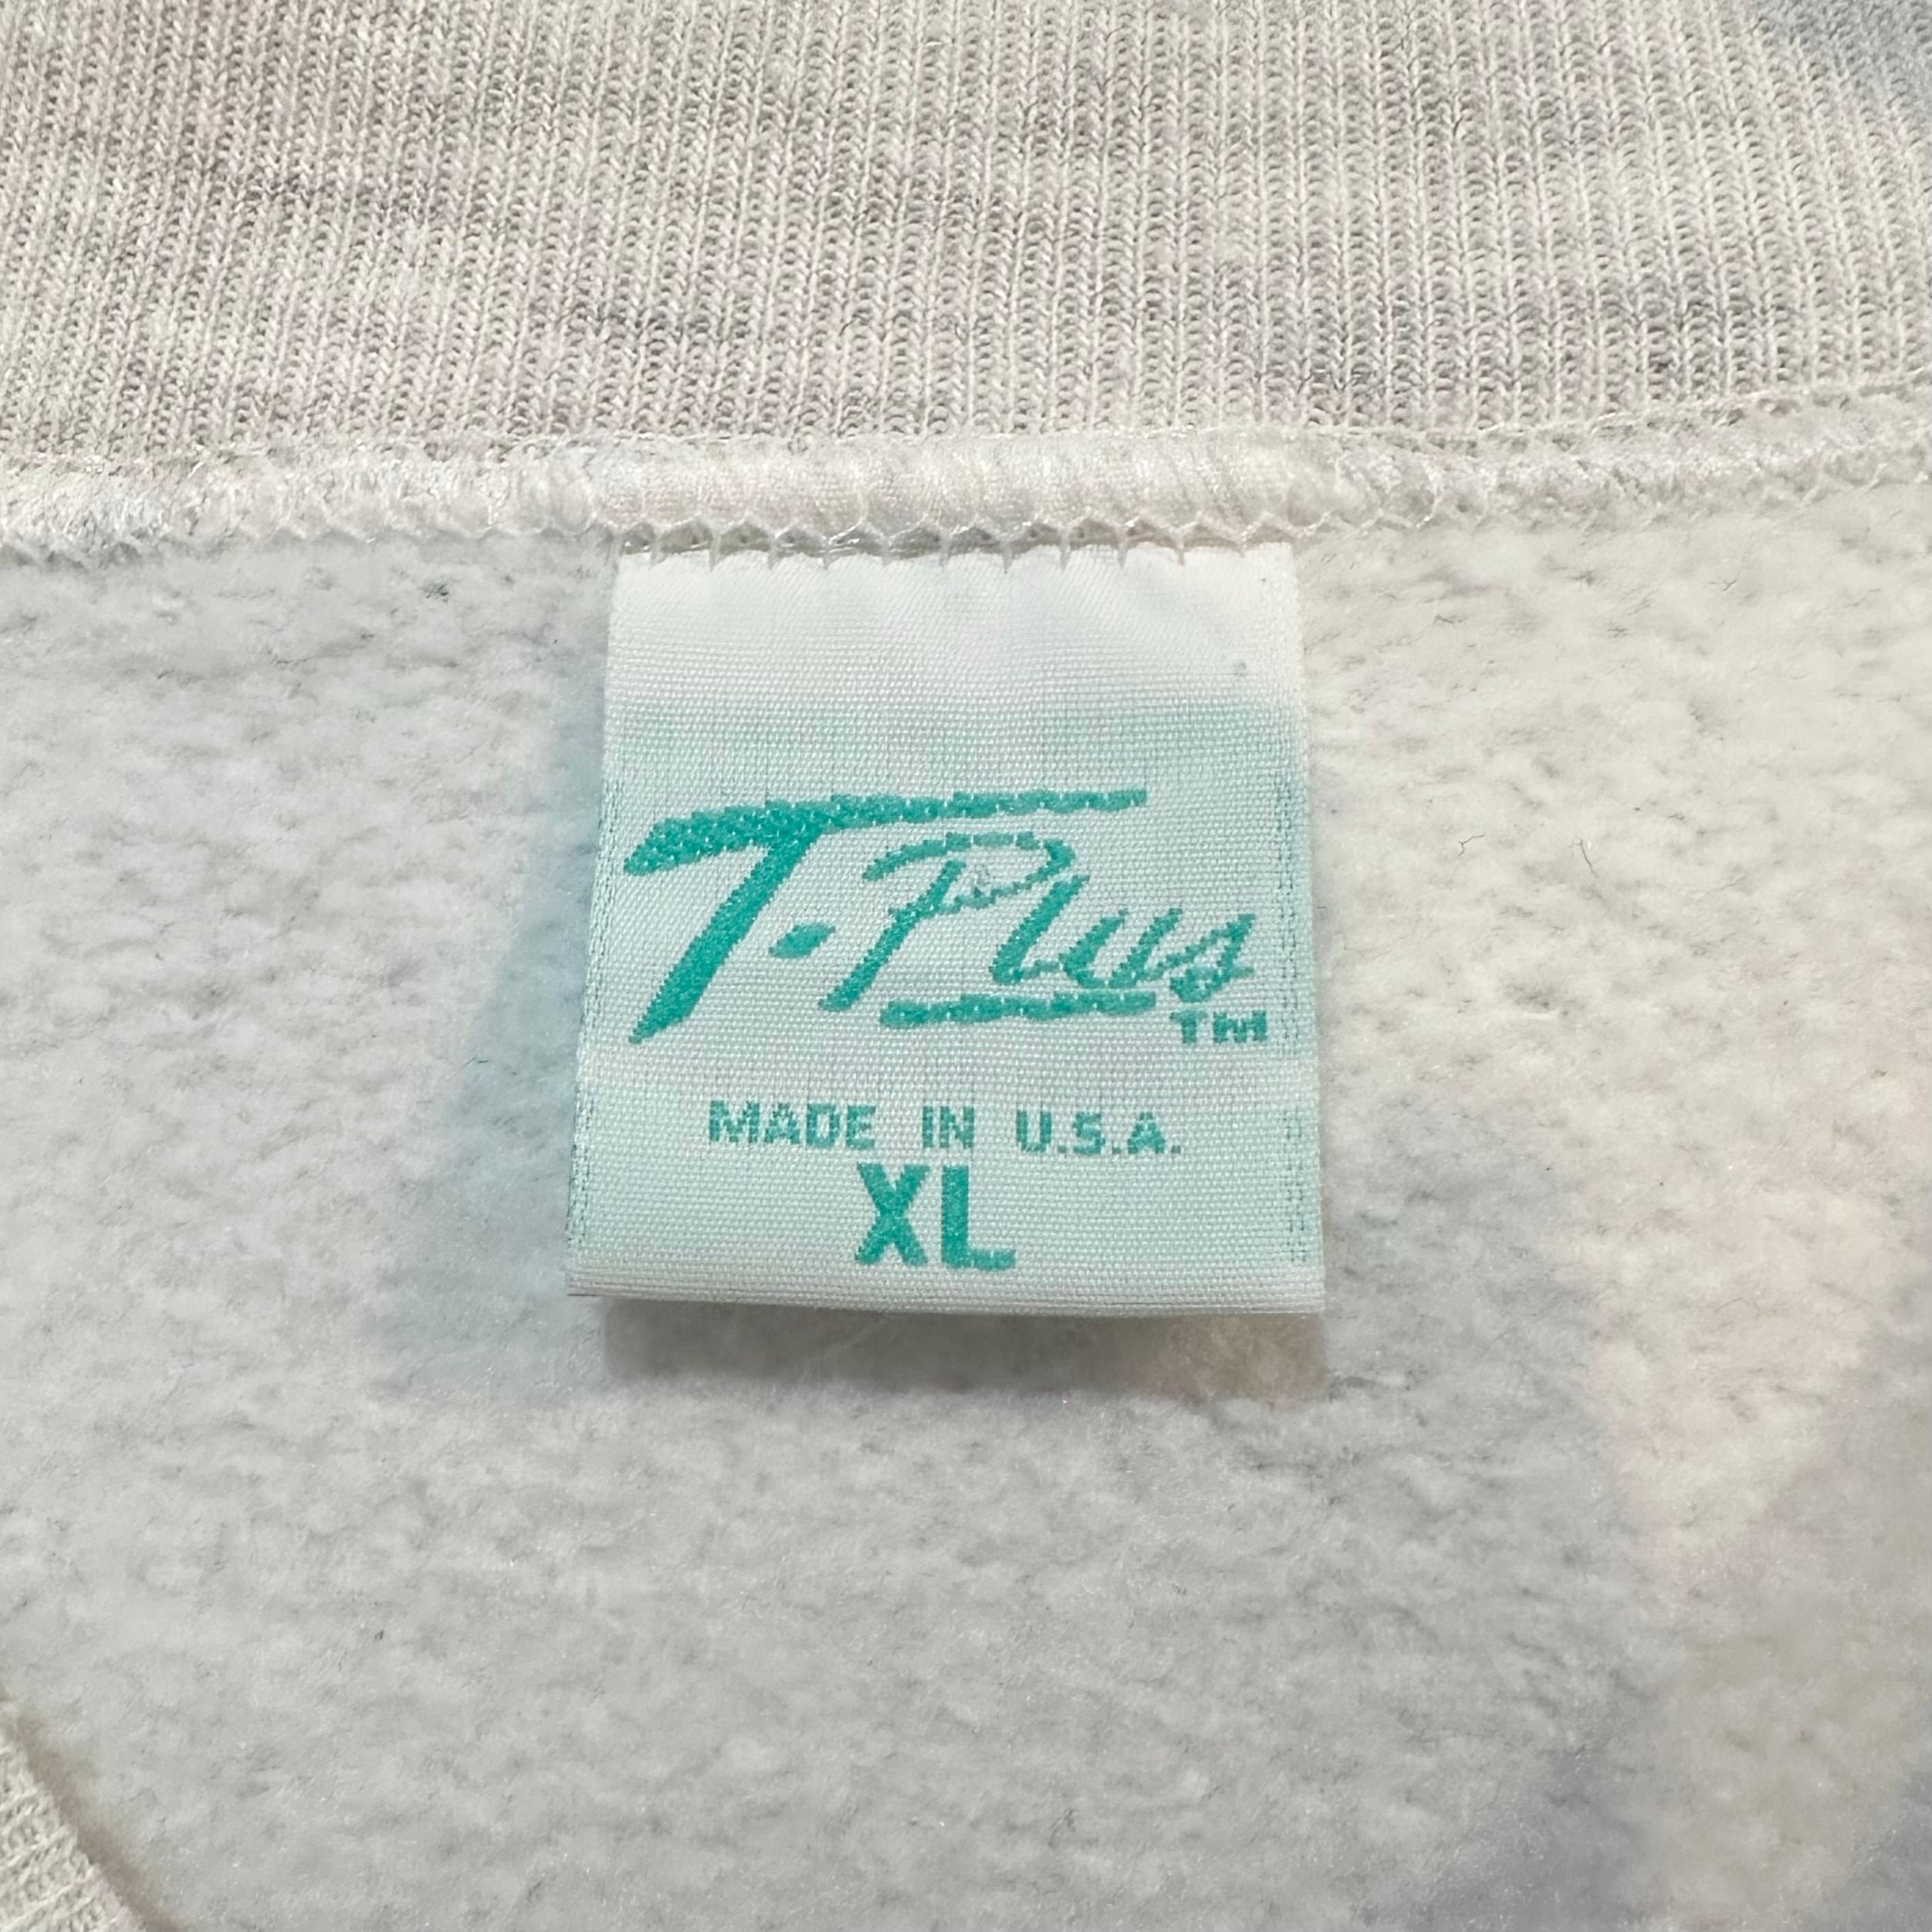 T-Plus
TM
MADE IN U.S.A.
XL